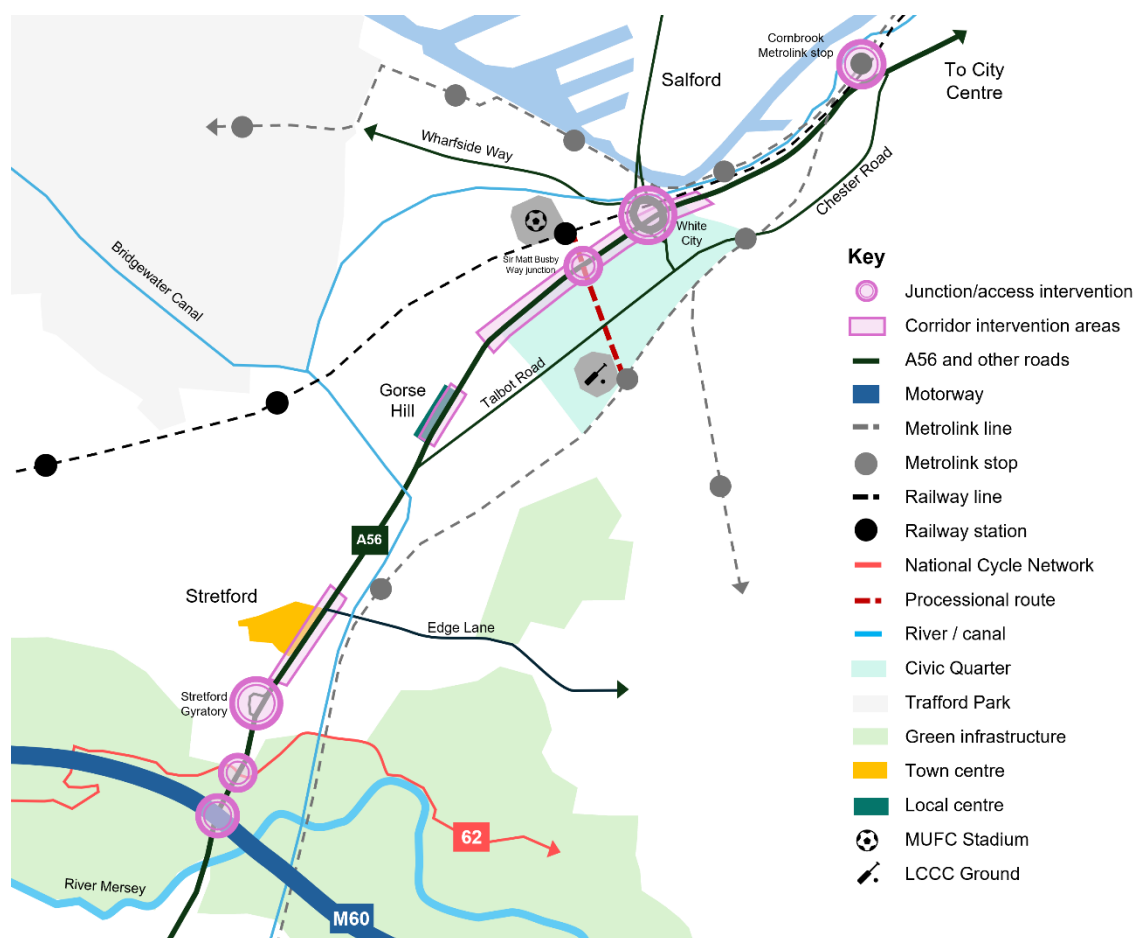 Cornbrook
Metrolink stop
To City
Centre
Salford
Wharfside Way
Chester Road
White
City
Sir Matt Busby
Way junction
Bridgewater Canal
Talbot Road
Gorse
Hill
A56
Stretford
Edge Lane
Stretford
Gyratory
62
River Mersey
M60
Key
Junction/access intervention
Corridor intervention areas
A56 and other roads
Motorway
Metrolink line
Metrolink stop
Railway line
Railway station
National Cycle Network
Processional route
River / canal
Civic Quarter
Trafford Park
Green infrastructure
Town centre
Local centre
MUFC Stadium
LCCC Ground